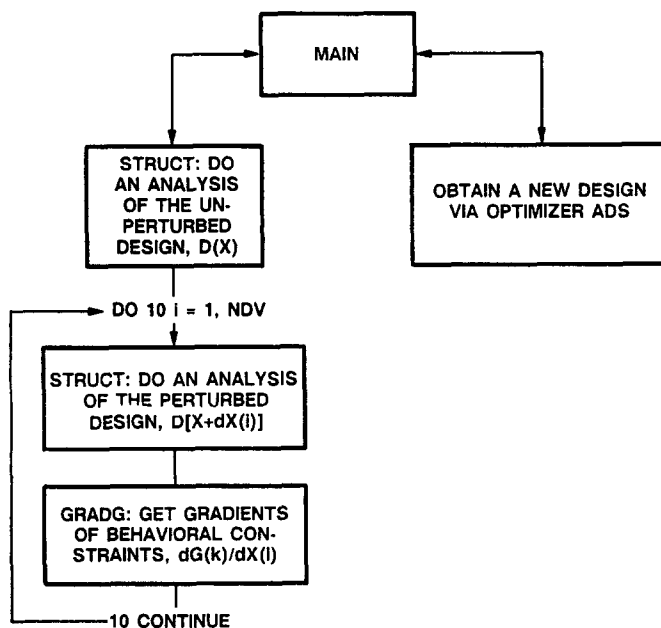 MAIN
STRUCT: DO
AN ANALYSIS
OF THE UN-
PERTURBED
DESIGN, D(X)
OBTAIN A NEW DESIGN
VIA OPTIMIZER ADS
DO 10 i = 1, NDV
STRUCT: DO AN ANALYSIS
OF THE PERTURBED
DESIGN, D[X+dX(i)]
GRADG: GET GRADIENTS
OF BEHAVIORAL CON-
STRAINTS, dG(k)/dX(i)
10 CONTINUE